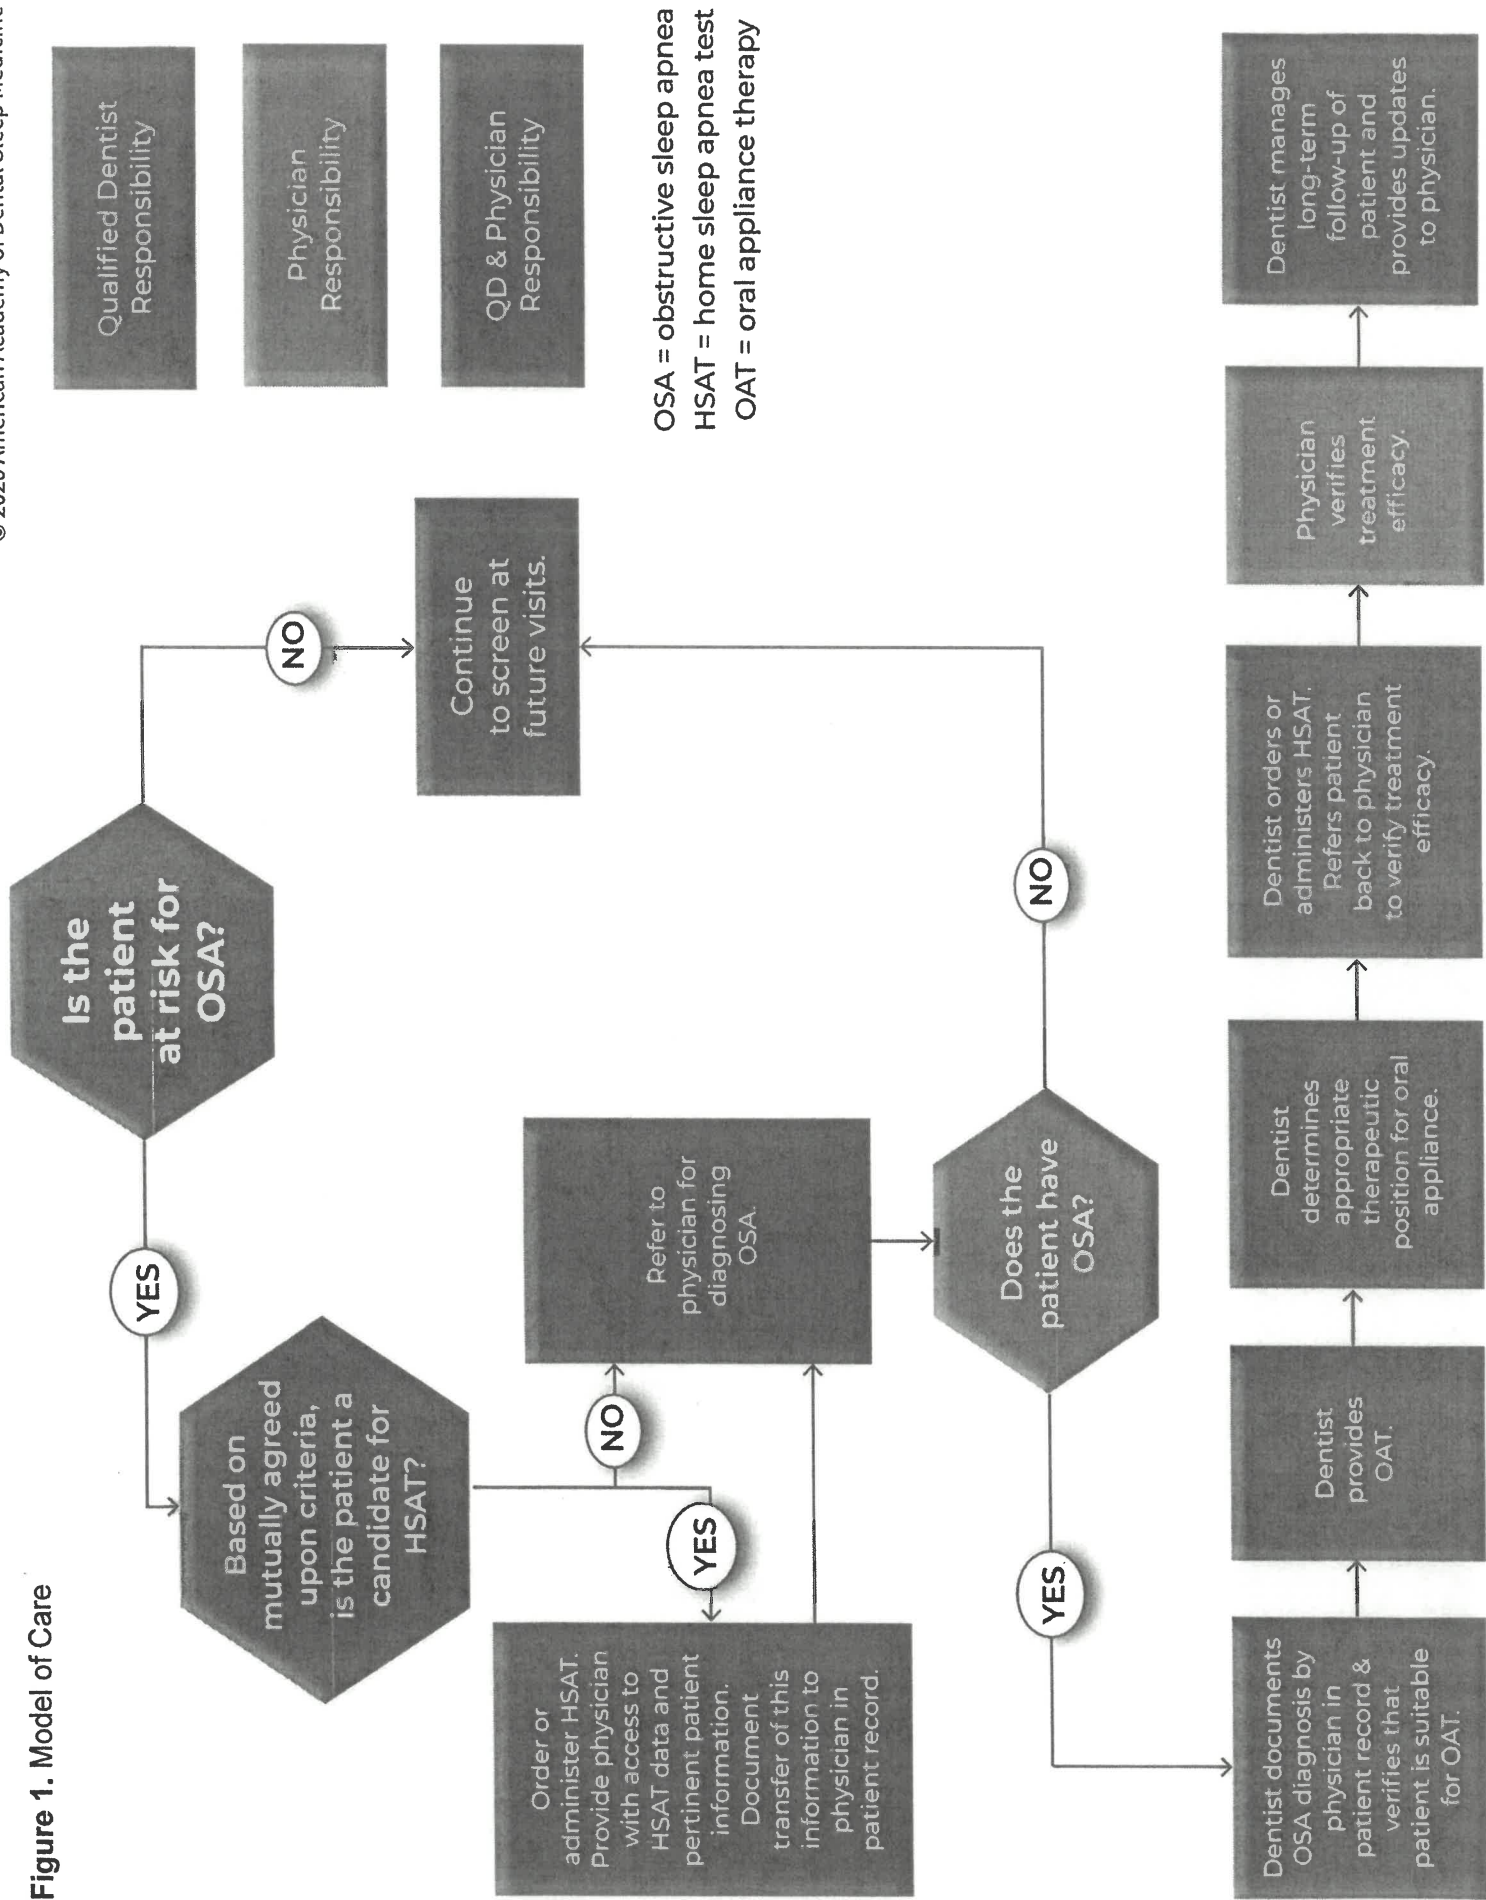 © 2020 American Academy of Dental Sleep Medicine
Figure 1. Model of Care
Is the
patient
at risk for
OSA?
YES
NO
Qualified Dentist
Responsibility
Physician
Responsibility
QD & Physician
Responsibility
OSA = obstructive sleep apnea
HSAT = home sleep apnea test
OAT = oral appliance therapy
Based on
mutually agreed
upon criteria,
is the patient a
candidate for
HSAT?
NO
YES
Continue
to screen at
future visits.
Order or
administer HSAT.
Provide physician
with access to
HSAT data and
pertinent patient
information.
Document
transfer of this
information to
physician in
patient record.
Refer to
physician for
diagnosing
OSA.
Does the
patient have
OSA?
YES
NO
Dentist documents
OSA diagnosis by
physician in
patient record &
verifies that
patient is suitable
for OAT.
Dentist
provides
OAT.
Dentist
determines
appropriate
therapeutic
position for oral
appliance.
Dentist orders or
administers HSAT.
Refers patient
back to physician
to verify treatment
efficacy.
Physician
verifies
treatment
efficacy.
Dentist manages
long-term
follow-up of
patient and
provides updates
to physician.